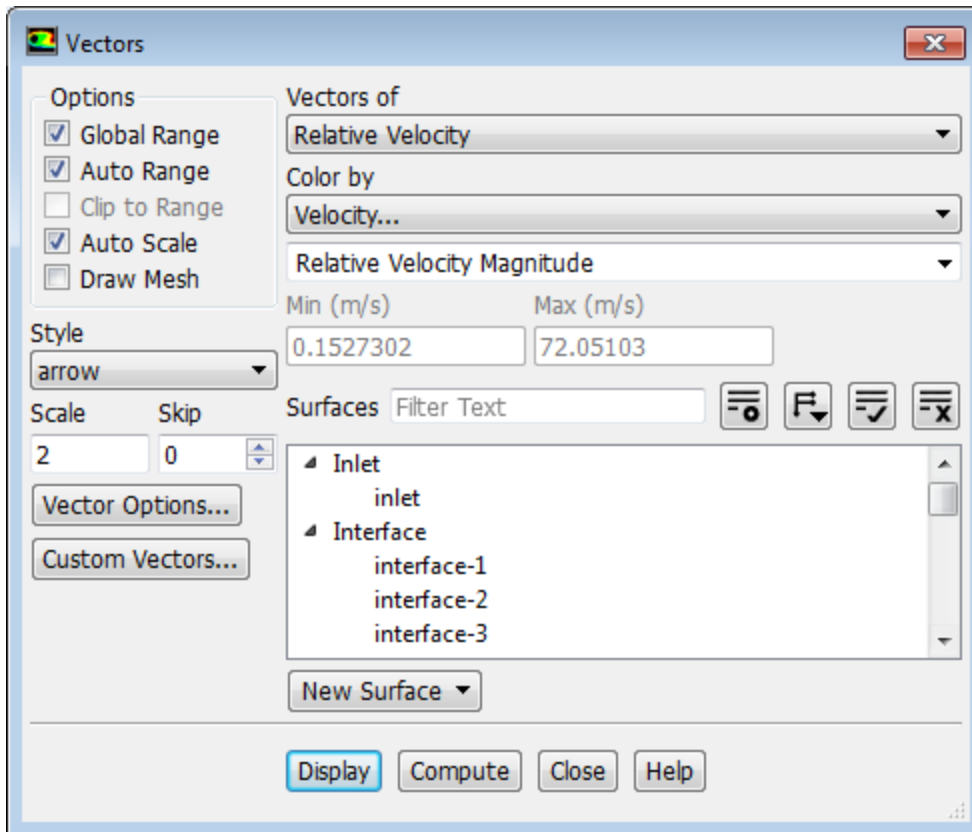 Vectors
Options
Global Range
Auto Range
Clip to Range
Auto Scale
Draw Mesh
Style
arrow
Scale Skip
2 0
Vector Options...
Custom Vectors...
Vectors of
Relative Velocity
Color by
Velocity...
Relative Velocity Magnitude
Min (m/s) Max (m/s)
0.1527302 72.05103
Surfaces Filter Text
Inlet
inlet
Interface
interface-1
interface-2
interface-3
New Surface
Display Compute Close Help